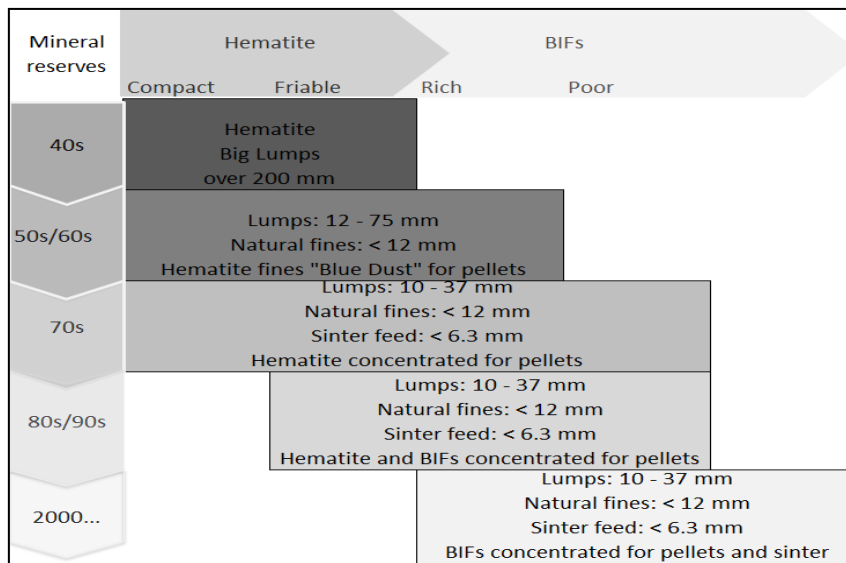 Mineral
reserves
Hematite
BIFs
Compact
Friable
Rich
Poor
40s
Hematite
Big Lumps
over 200 mm
50s/60s
Lumps: 12 - 75 mm
Natural fines: < 12 mm
Hematite fines "Blue Dust" for pellets
70s
Lumps: 10 - 37 mm
Natural fines: < 12 mm
Sinter feed: < 6.3 mm
Hematite concentrated for pellets
80s/90s
Lumps: 10 - 37 mm
Natural fines: < 12 mm
Sinter feed: < 6.3 mm
Hematite and BIFs concentrated for pellets
2000...
Lumps: 10 - 37 mm
Natural fines: < 12 mm
Sinter feed: < 6.3 mm
BIFs concentrated for pellets and sinter